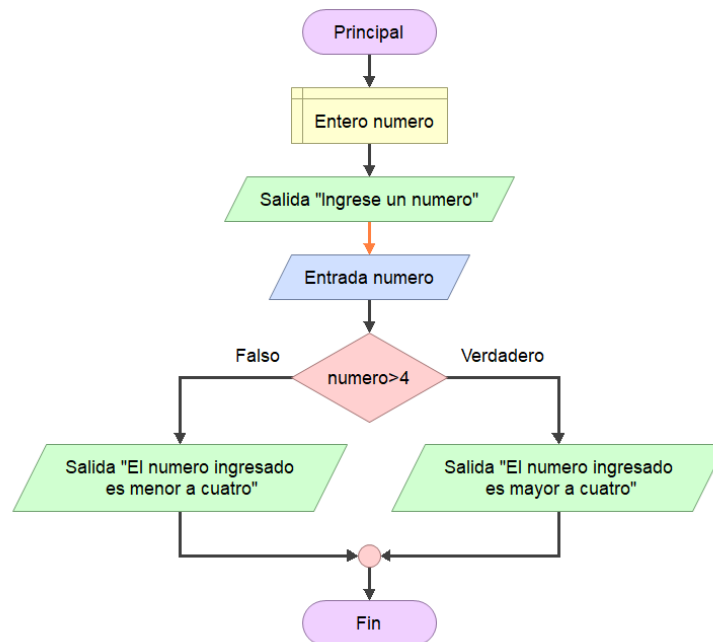 Principal
Entero numero
Salida "Ingrese un numero"
Entrada numero
Falso
Verdadero
numero>4
Salida "El numero ingresado
es menor a cuatro"
Salida "El numero ingresado
es mayor a cuatro"
Fin